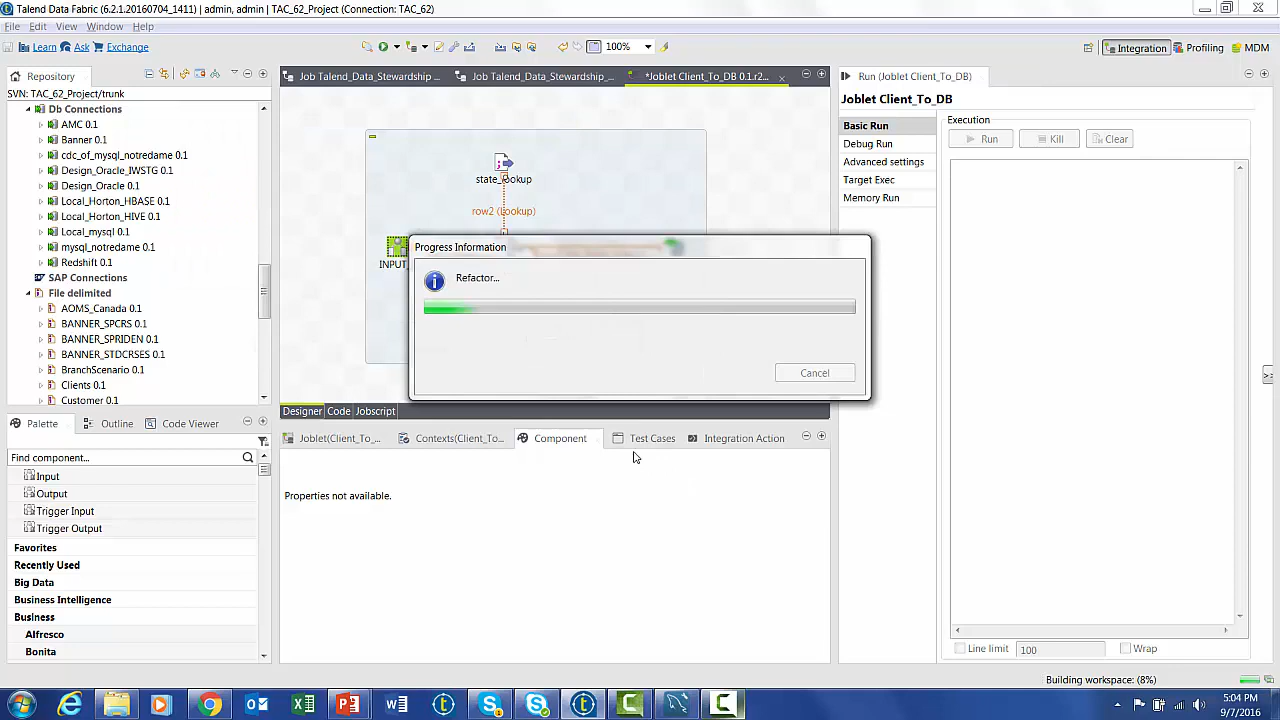 Talend Data Fabric (6.2.1.20160704_1411) | admin, admin | TAC_62_Project (Connection: TAC_62)
File Edit View Window Help
Learn Ask Exchange
100%
Integration Profiling MDM
Repository
Job Talend_Data_Stewardship ...
Job Talend_Data_Stewardship_...
*Joblet Client_To_DB 0.1.r2...
Run (Joblet Client_To_DB)
SVN: TAC_62_Project/trunk
Joblet Client_To_DB
Db Connections
AMC 0.1
Banner 0.1
cdc_of_mysql_notredame 0.1
Design_Oracle_IWSTG 0.1
Design_Oracle 0.1
Local_Horton_HBASE 0.1
Local_Horton_HIVE 0.1
Local_mysql 0.1
mysql_notredame 0.1
Redshift 0.1
SAP Connections
File delimited
AOMS_Canada 0.1
BANNER_SPCRS 0.1
BANNER_SPRIDEN 0.1
BANNER_STDCRSES 0.1
BranchScenario 0.1
Clients 0.1
Customer 0.1
state_lookup
row2 (Lookup)
INPUT_
Progress Information
Refactor...
Cancel
Basic Run
Debug Run
Advanced settings
Target Exec
Memory Run
Execution
Run Kill Clear
Designer Code Jobscript
Palette Outline Code Viewer
Joblet(Client_To_... Contexts(Client_To... Component Test Cases Integration Action
Find component...
Properties not available.
Input
Output
Trigger Input
Trigger Output
Favorites
Recently Used
Big Data
Business Intelligence
Business
Alfresco
Bonita
Line limit 100 Wrap
Building workspace: (8%)
5:04 PM
9/7/2016